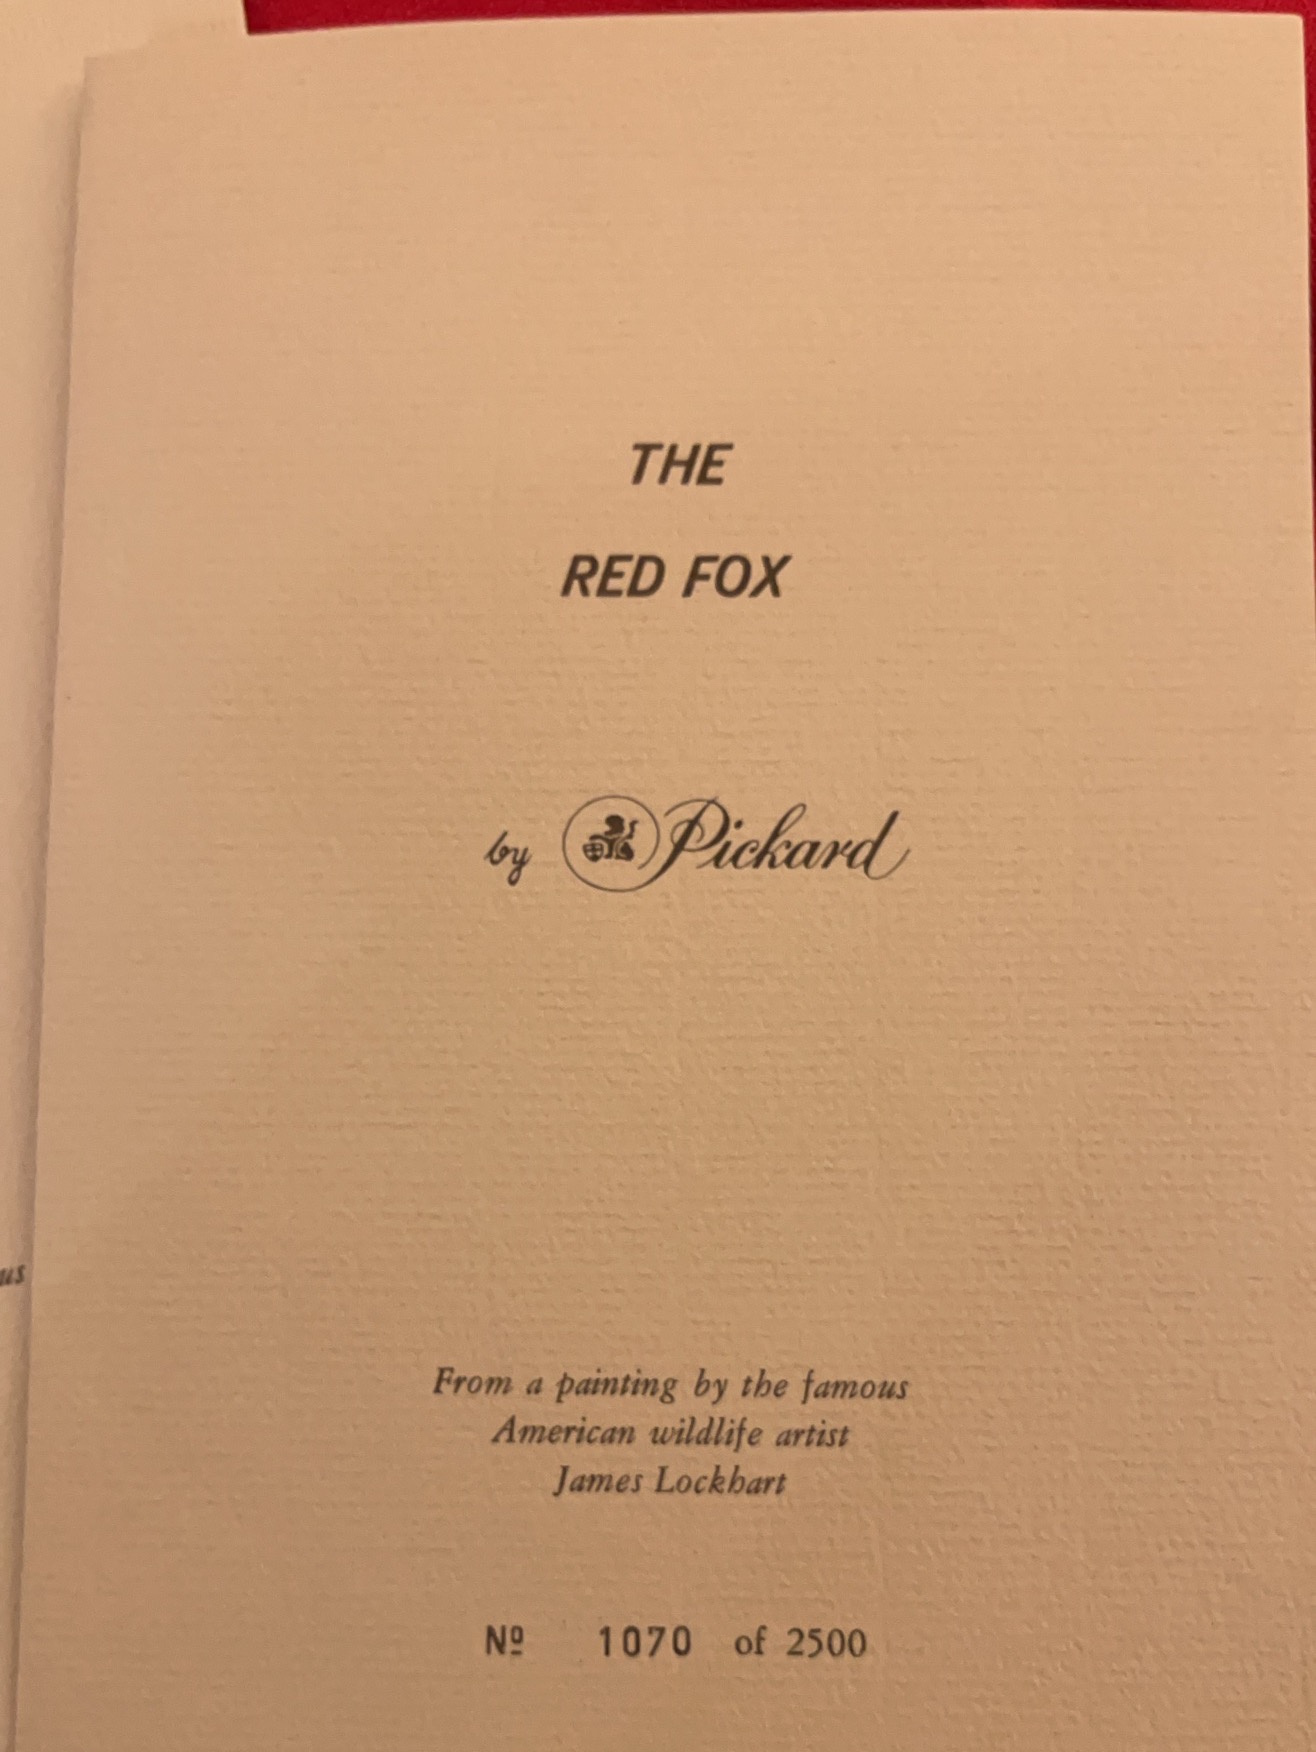 THE
RED FOX
by Pickard
us
From a painting by the famous
American wildlife artist
James Lockhart
Nº 1070 of 2500